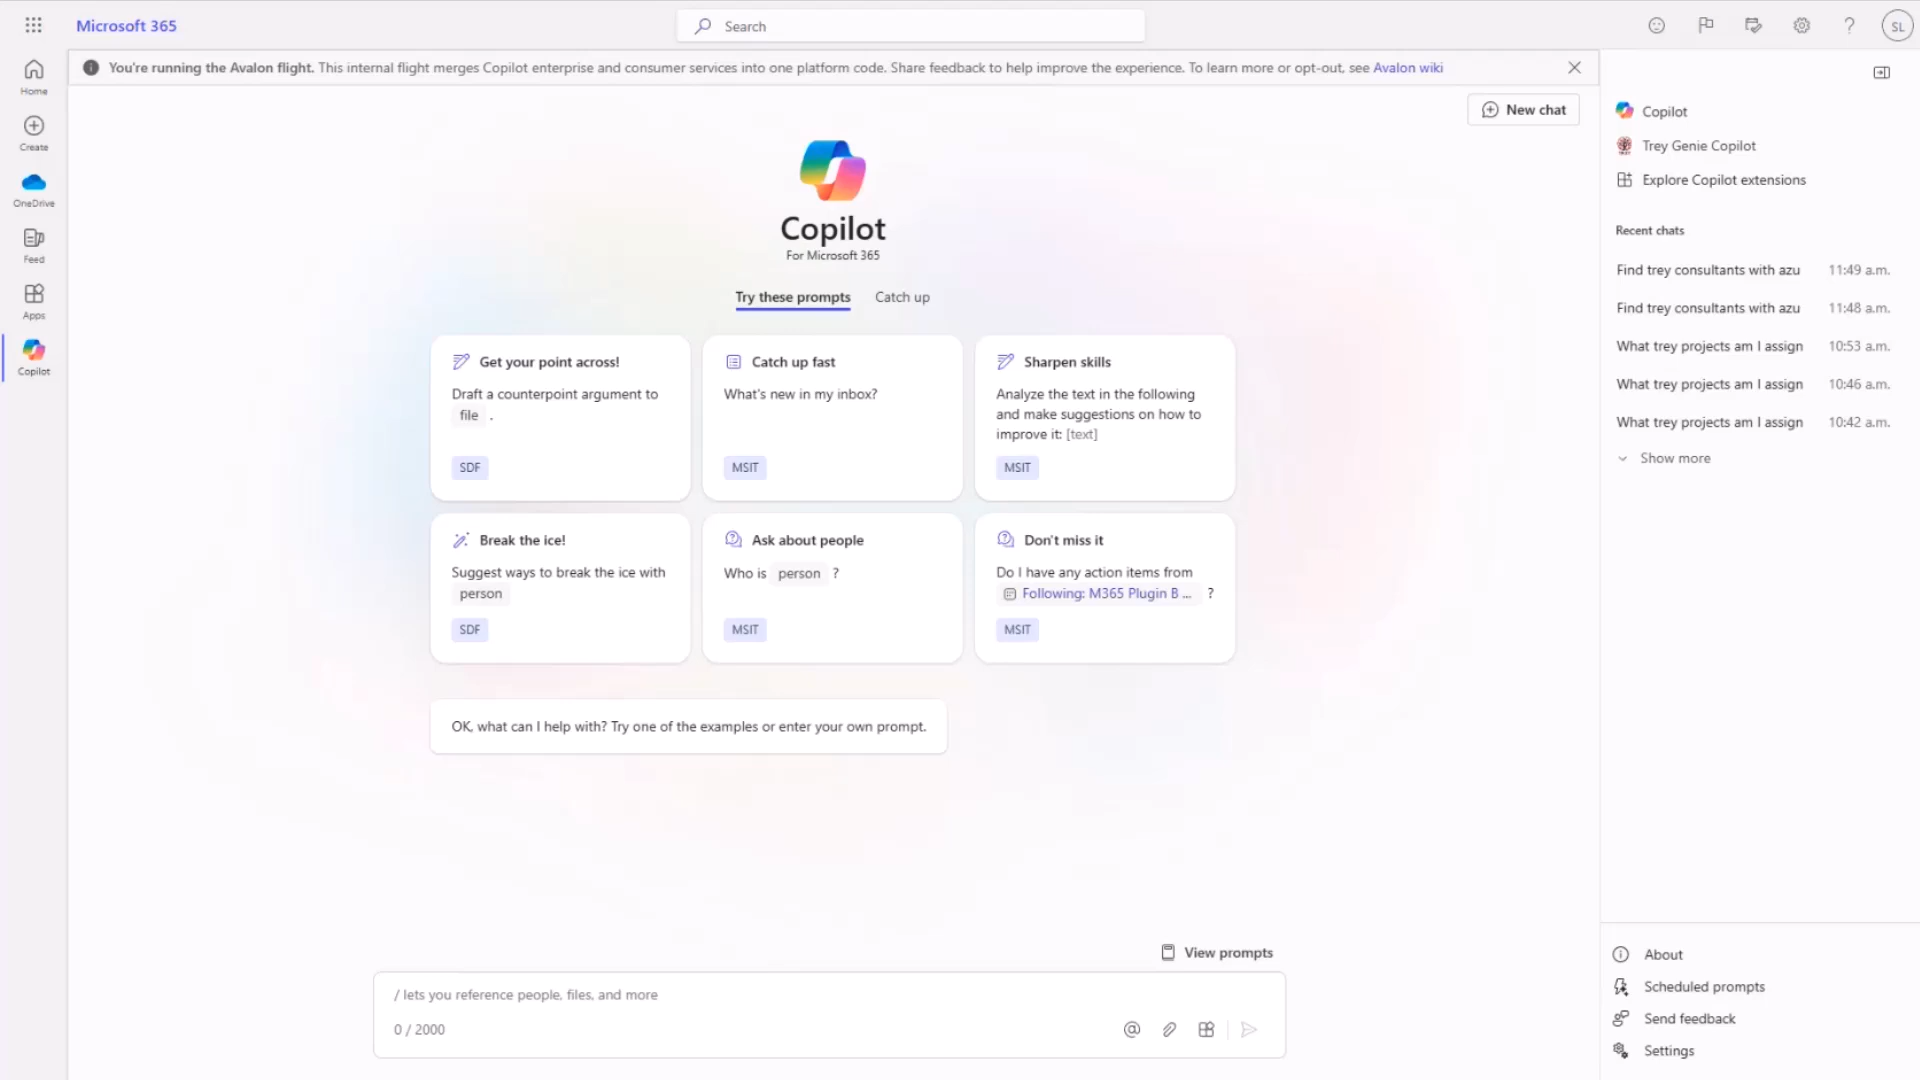 Microsoft 365
Search
SL
Home
Create
OneDrive
Feed
Apps
Copilot
You're running the Avalon flight. This internal flight merges Copilot enterprise and consumer services into one platform code. Share feedback to help improve the experience. To learn more or opt-out, see Avalon wiki
New chat
Copilot
For Microsoft 365
Try these prompts
Catch up
Get your point across!
Draft a counterpoint argument to
file .
SDF
Catch up fast
What's new in my inbox?
MSIT
Sharpen skills
Analyze the text in the following
and make suggestions on how to
improve it: [text]
MSIT
Break the ice!
Suggest ways to break the ice with
person
SDF
Ask about people
Who is person ?
MSIT
Don't miss it
Do I have any action items from
Following: M365 Plugin B ... ?
MSIT
OK, what can I help with? Try one of the examples or enter your own prompt.
View prompts
/ lets you reference people, files, and more
0 / 2000
Copilot
Trey Genie Copilot
Explore Copilot extensions
Recent chats
Find trey consultants with azu 11:49 a.m.
Find trey consultants with azu 11:48 a.m.
What trey projects am I assign 10:53 a.m.
What trey projects am I assign 10:46 a.m.
What trey projects am I assign 10:42 a.m.
Show more
About
Scheduled prompts
Send feedback
Settings